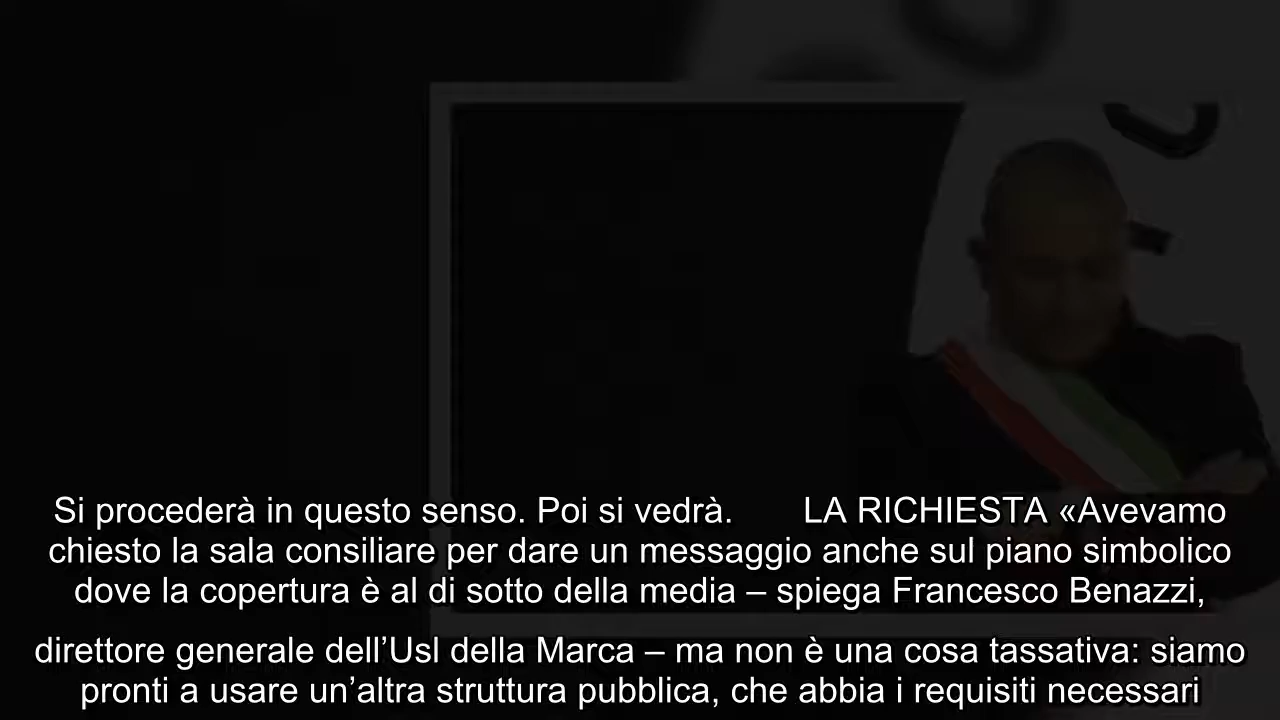 Si procederà in questo senso. Poi si vedrà. LA RICHIESTA «Avevamo
chiesto la sala consiliare per dare un messaggio anche sul piano simbolico
dove la copertura è al di sotto della media – spiega Francesco Benazzi,
direttore generale dell’Usl della Marca – ma non è una cosa tassativa: siamo
pronti a usare un’altra struttura pubblica, che abbia i requisiti necessari